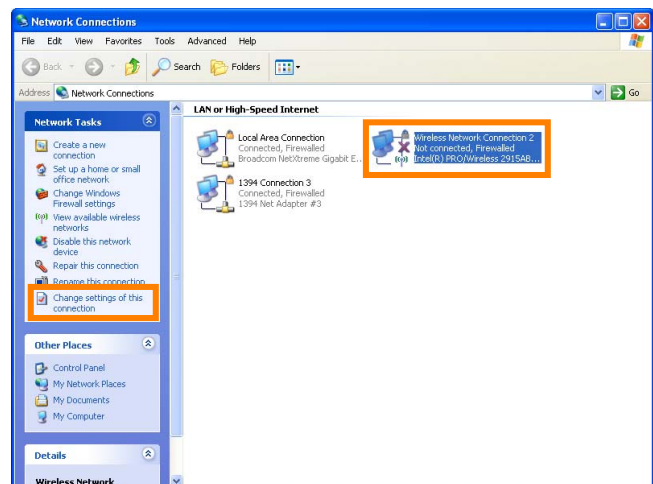 Network Connections
File Edit View Favorites Tools Advanced Help
Back Search Folders
Address Network Connections Go
Network Tasks
Create a new
connection
Set up a home or small
office network
Change Windows
Firewall settings
View available wireless
networks
Disable this network
device
Repair this connection
Rename this connection
Change settings of this
connection
Other Places
Control Panel
My Network Places
My Documents
My Computer
Details
Wireless Network
LAN or High-Speed Internet
Local Area Connection
Connected, Firewalled
Broadcom NetXtreme Gigabit E...
Wireless Network Connection 2
Not connected, Firewalled
Intel(R) PRO/Wireless 2915AB...
1394 Connection 3
Connected, Firewalled
1394 Net Adapter #3